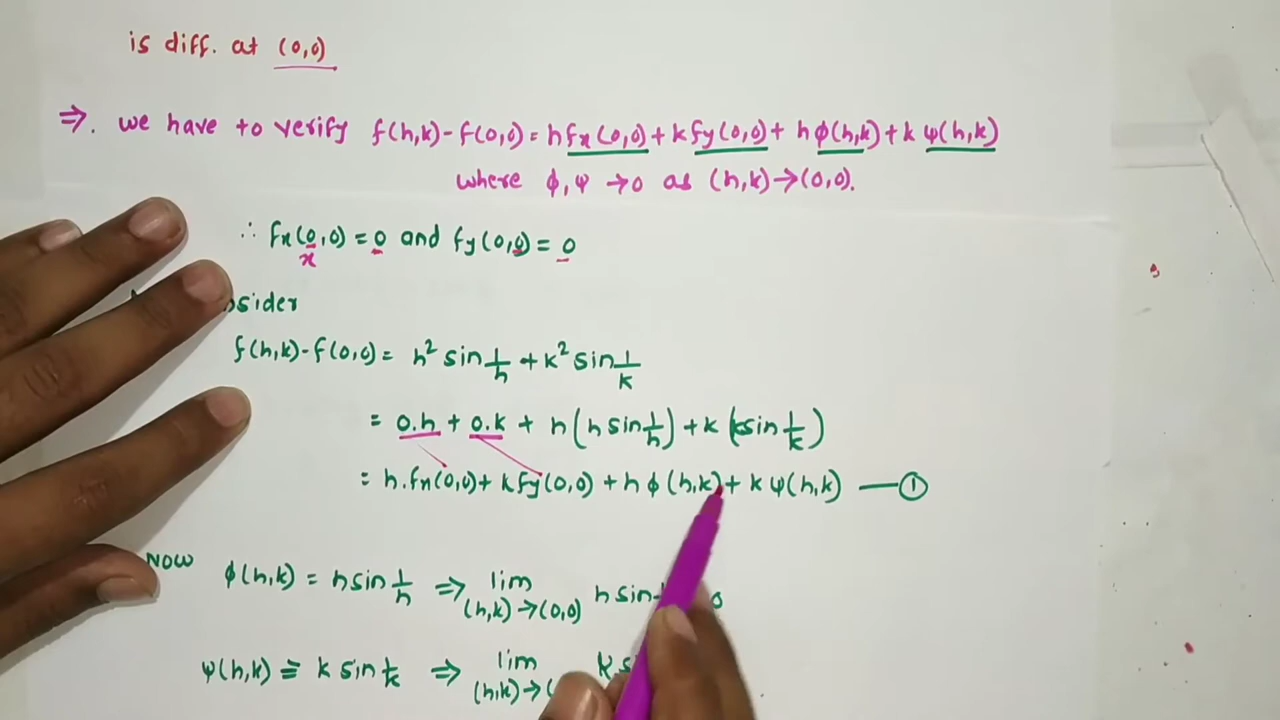 is diff. at (0,0)
⇒. we have to verify f(h,k)-f(0,0) = h fx(0,0) + k fy(0,0) + h ϕ(h,k) + k ψ(h,k)
where ϕ,ψ → 0 as (h,k) → (0,0).
∴ fx(0,0) = 0 and fy(0,0) = 0
x
f(h,k)-f(0,0) = h² sin 1/h + k² sin 1/k
= 0.h + 0.k + h(h sin 1/h) + k(k sin 1/k)
= h.fx(0,0) + k fy(0,0) + h ϕ(h,k) + k ψ(h,k) — ①
Now ϕ(h,k) = h sin 1/h ⇒ lim (h,k)→(0,0) h sin
ψ(h,k) = k sin 1/k ⇒ lim (h,k)→(